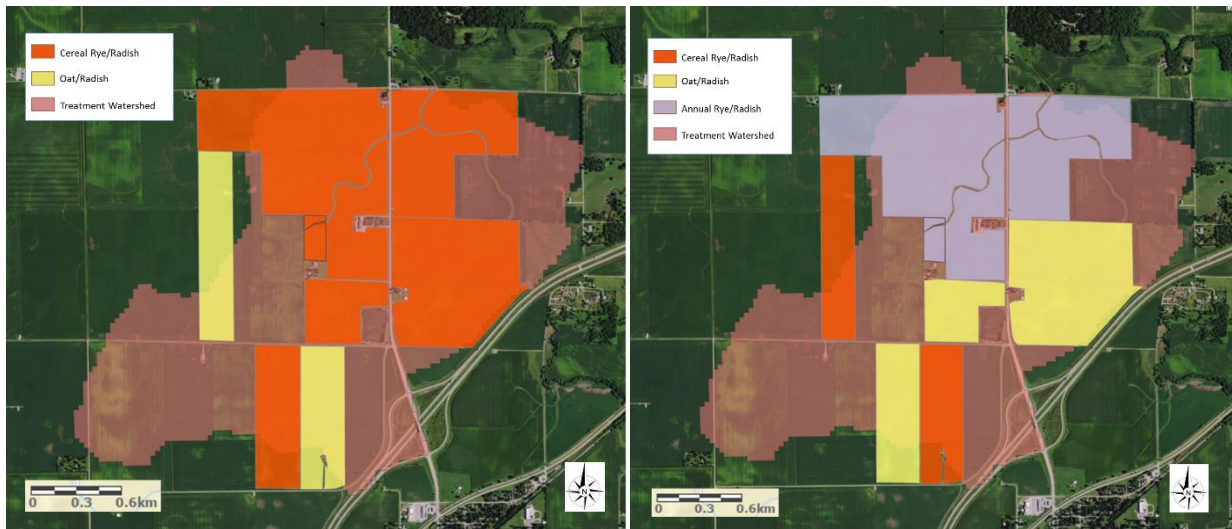 Cereal Rye/Radish
Oat/Radish
Treatment Watershed
0 0.3 0.6km
N
Cereal Rye/Radish
Oat/Radish
Annual Rye/Radish
Treatment Watershed
0 0.3 0.6km
N